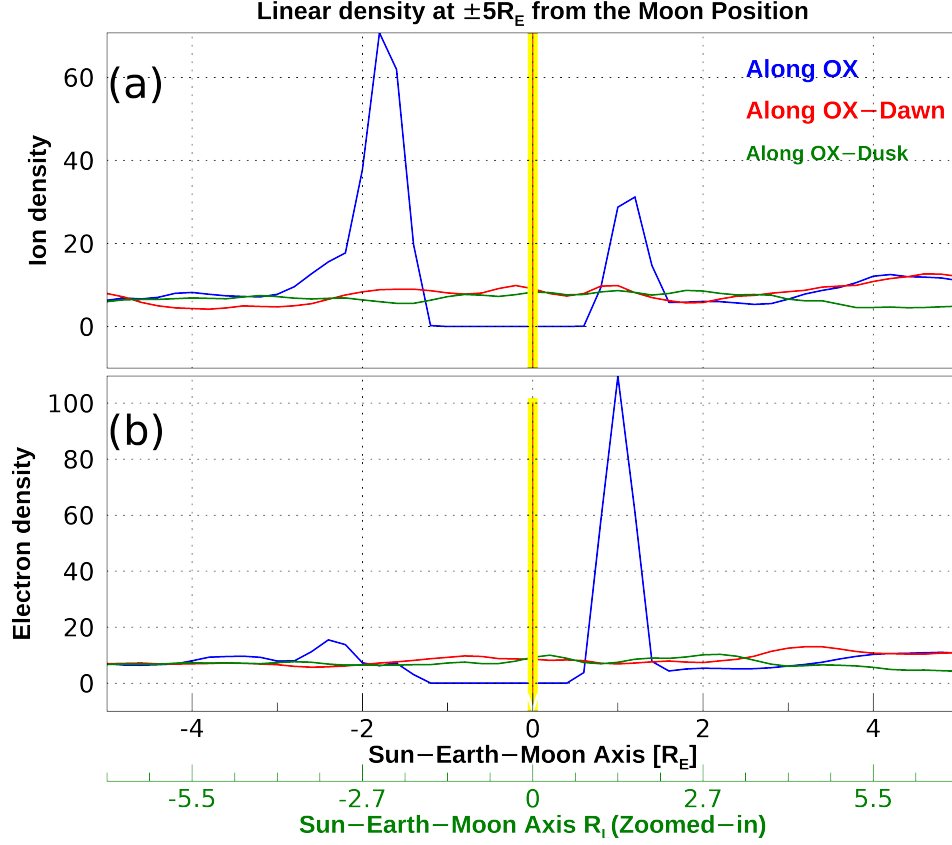 Linear density at ±5R_E from the Moon Position
(a)
Along OX
Along OX−Dawn
Along OX−Dusk
Ion density
60
40
20
0
(b)
Electron density
100
80
60
40
20
0
-4 -2 0 2 4
Sun−Earth−Moon Axis [R_E]
-5.5 -2.7 0 2.7 5.5
Sun−Earth−Moon Axis R_L (Zoomed−in)